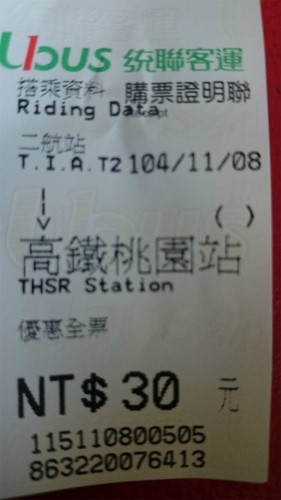 Ubus 統聯客運
搭乘資料 購票證明聯
Riding Data
二航站
T.I.A.T2 104/11/08
( )
高鐵桃園站
THSR Station
優惠全票
NT$ 30 元
115110800505
863220076413